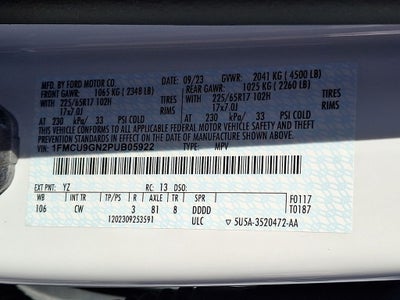 MFD. BY FORD MOTOR CO. 09/23 GVWR: 2041 KG (4500 LB)
FRONT GAWR: 1065 KG (2348 LB) REAR GAWR: 1025 KG (2260 LB)
WITH 225/65R17 102H TIRES WITH 225/65R17 102H TIRES
17x7.0J RIMS 17x7.0J RIMS
AT 230 kPa/ 33 PSI COLD AT 230 kPa/ 33 PSI COLD
THIS VEHICLE CONFORMS TO ALL APPLICABLE FEDERAL MOTOR VEHICLE SAFETY AND THEFT PREVENTION STANDARDS IN EFFECT ON THE DATE OF MANUFACTURE SHOWN ABOVE.
VIN: 1FMCU9GN2PUB05922
TYPE: MPV
EXT PNT: YZ RC: 13 DSO:
WB INT TR TP/PS R AXLE TR SPR F0117
106 CW 3 81 8 DDDD T0187
1202309253591 ULC 5U5A-3520472-AA